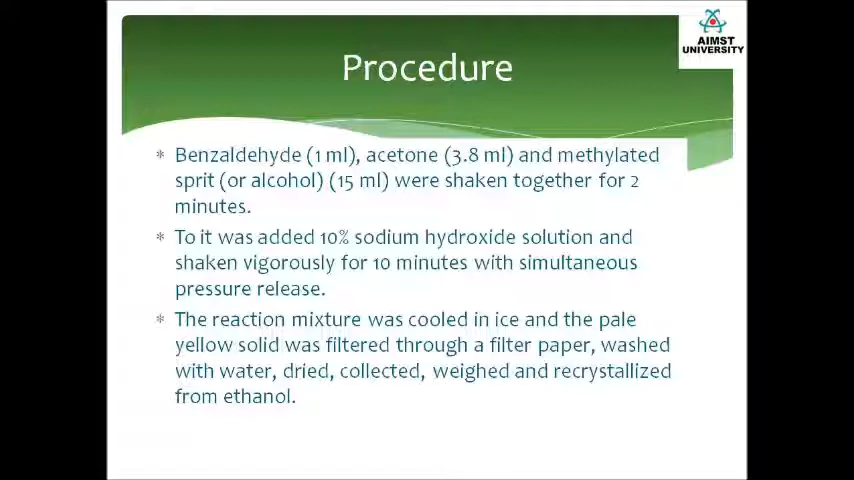 AIMST
UNIVERSITY
Procedure
* Benzaldehyde (1 ml), acetone (3.8 ml) and methylated
sprit (or alcohol) (15 ml) were shaken together for 2
minutes.
* To it was added 10% sodium hydroxide solution and
shaken vigorously for 10 minutes with simultaneous
pressure release.
* The reaction mixture was cooled in ice and the pale
yellow solid was filtered through a filter paper, washed
with water, dried, collected, weighed and recrystallized
from ethanol.